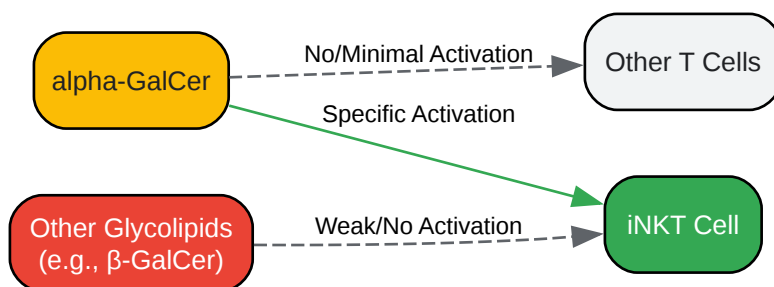 alpha-GalCer
No/Minimal Activation
Other T Cells
Specific Activation
Other Glycolipids
(e.g., β-GalCer)
Weak/No Activation
iNKT Cell